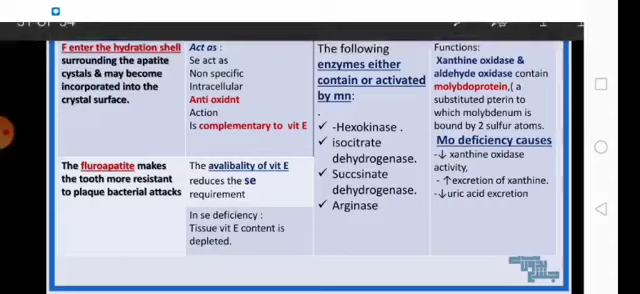 F enter the hydration shell
surrounding the apatite
cystals & may become
incorporated into the
crystal surface.
The fluroapatite makes
the tooth more resistant
to plaque bacterial attacks
Act as :
Se act as
Non specific
Intracellular
Anti oxidnt
Action
Is complementary to vit E
The avalibality of vit E
reduces the se
requirement
In se deficiency :
Tissue vit E content is
depleted.
The following
enzymes either
contain or activated
by mn:
.
✓ -Hexokinase .
✓ isocitrate
dehydrogenase.
✓ Succsinate
dehydrogenase.
✓ Arginase
Functions:
Xanthine oxidase &
aldehyde oxidase contain
molybdoprotein,( a
substituted pterin to
which molybdenum is
bound by 2 sulfur atoms.
Mo deficiency causes
-↓ xanthine oxidase
activity,
- ↑excretion of xanthine.
-↓uric acid excretion